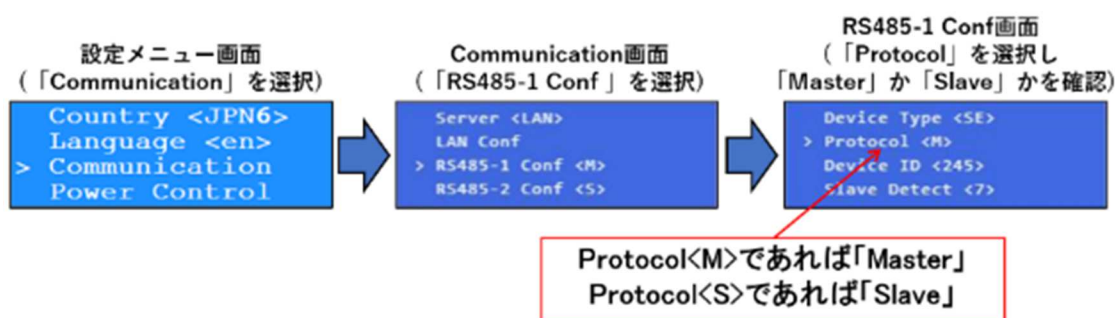 設定メニュー画面
(「Communication」を選択)
Country <JPN6>
Language <en>
> Communication
Power Control
Communication画面
(「RS485-1 Conf 」を選択)
Server <LAN>
LAN Conf
> RS485-1 Conf <M>
RS485-2 Conf <S>
RS485-1 Conf画面
(「Protocol」を選択し
「Master」か「Slave」かを確認)
Device Type <SE>
> Protocol <M>
Device ID <245>
Slave Detect <7>
Protocol<M>であれば「Master」
Protocol<S>であれば「Slave」